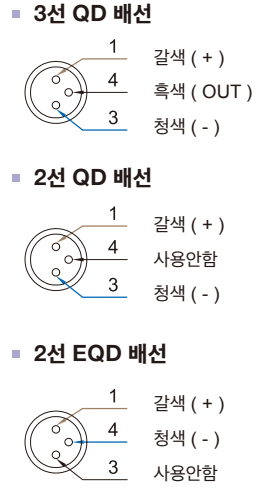 3선 QD 배선
1 갈색 ( + )
4 흑색 ( OUT )
3 청색 ( - )
2선 QD 배선
1 갈색 ( + )
4 사용안함
3 청색 ( - )
2선 EQD 배선
1 갈색 ( + )
4 청색 ( - )
3 사용안함